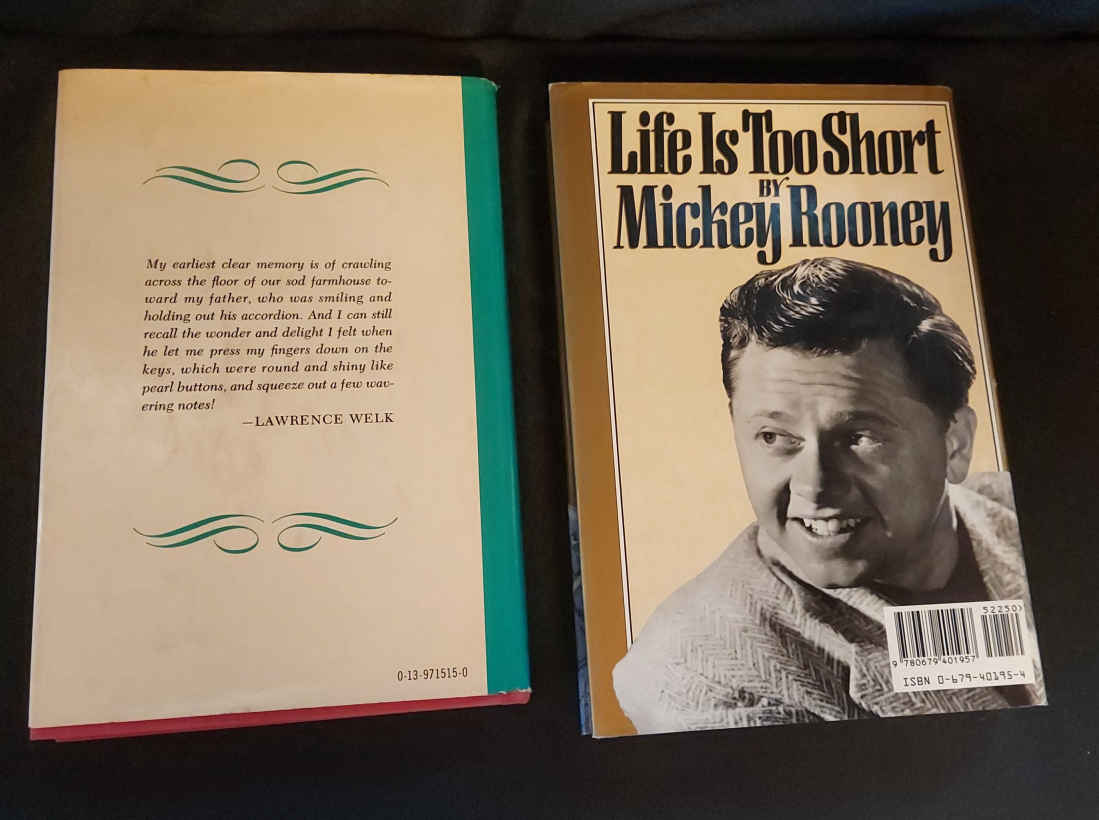 My earliest clear memory is of crawling
across the floor of our sod farmhouse to-
ward my father, who was smiling and
holding out his accordion. And I can still
recall the wonder and delight I felt when
he let me press my fingers down on the
keys, which were round and shiny like
pearl buttons, and squeeze out a few wav-
ering notes!
—LAWRENCE WELK
0-13-971515-0
Life Is Too Short
BY
Mickey Rooney
52250>
9 780679 401957
ISBN 0-679-40195-4